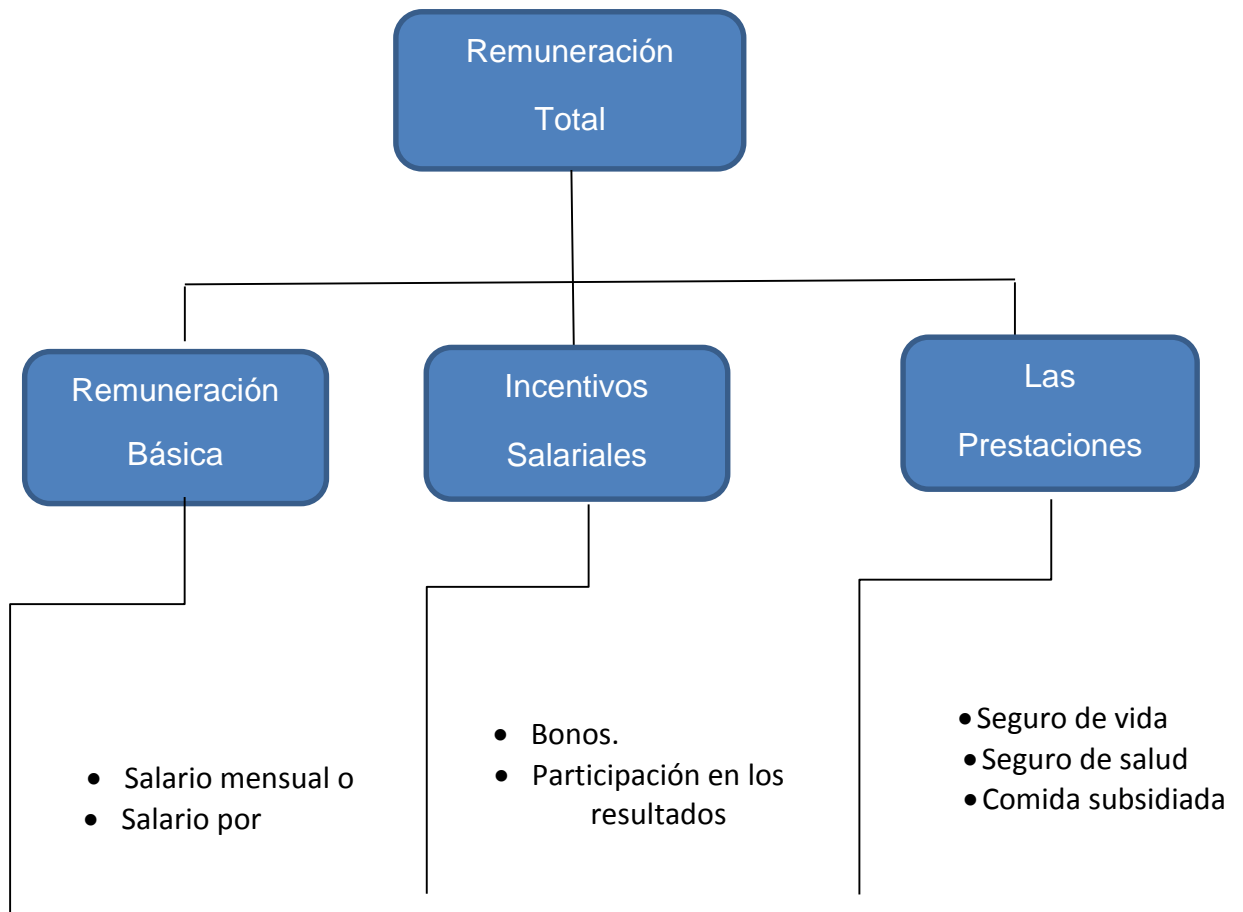 Remuneración
Total
Remuneración
Básica
Incentivos
Salariales
Las
Prestaciones
• Salario mensual o
• Salario por
• Bonos.
• Participación en los
resultados
• Seguro de vida
• Seguro de salud
• Comida subsidiada